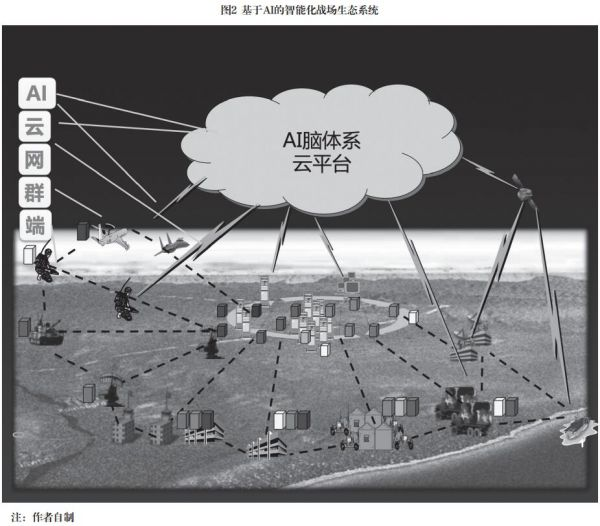 图2 基于AI的智能化战场生态系统
AI
云
网
群
端
AI脑体系
云平台
注：作者自制